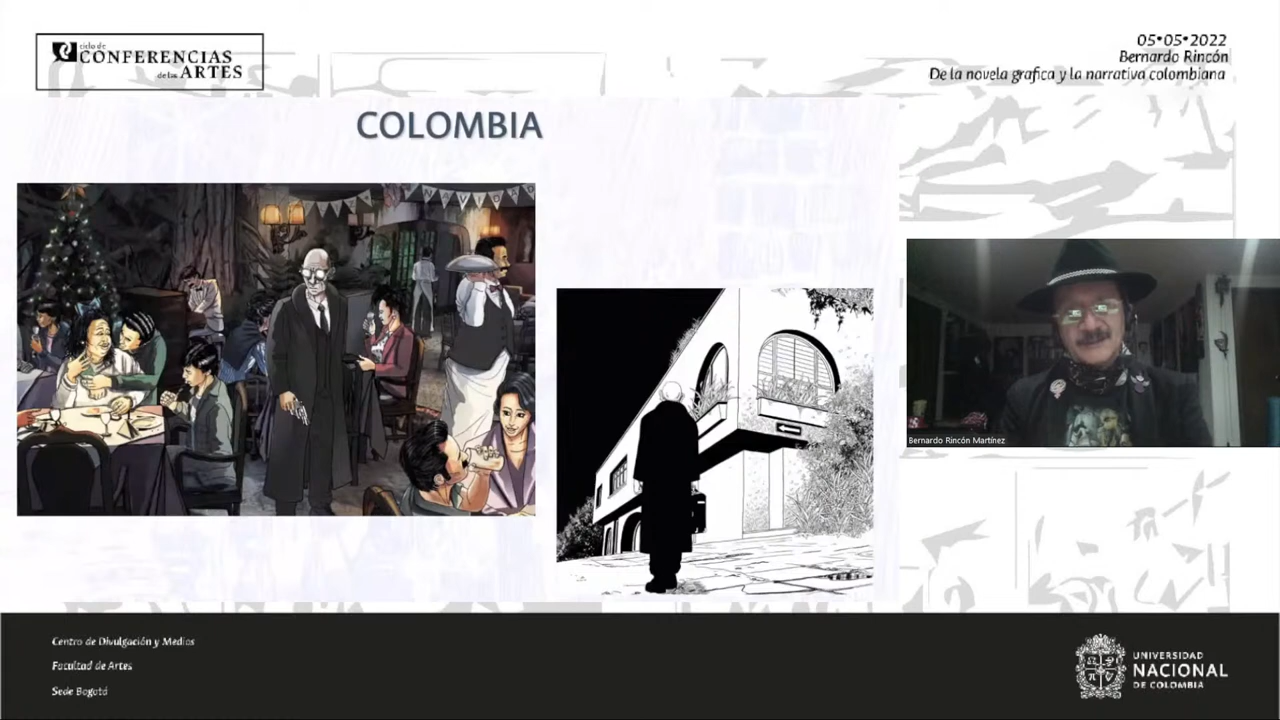 ciclo de
CONFERENCIAS
de las ARTES
05•05•2022
Bernardo Rincón
De la novela grafica y la narrativa colombiana
COLOMBIA
NAVIDAD
Bernardo Rincón Martínez
Centro de Divulgación y Medios
Facultad de Artes
Sede Bogotá
UNIVERSIDAD
NACIONAL
DE COLOMBIA